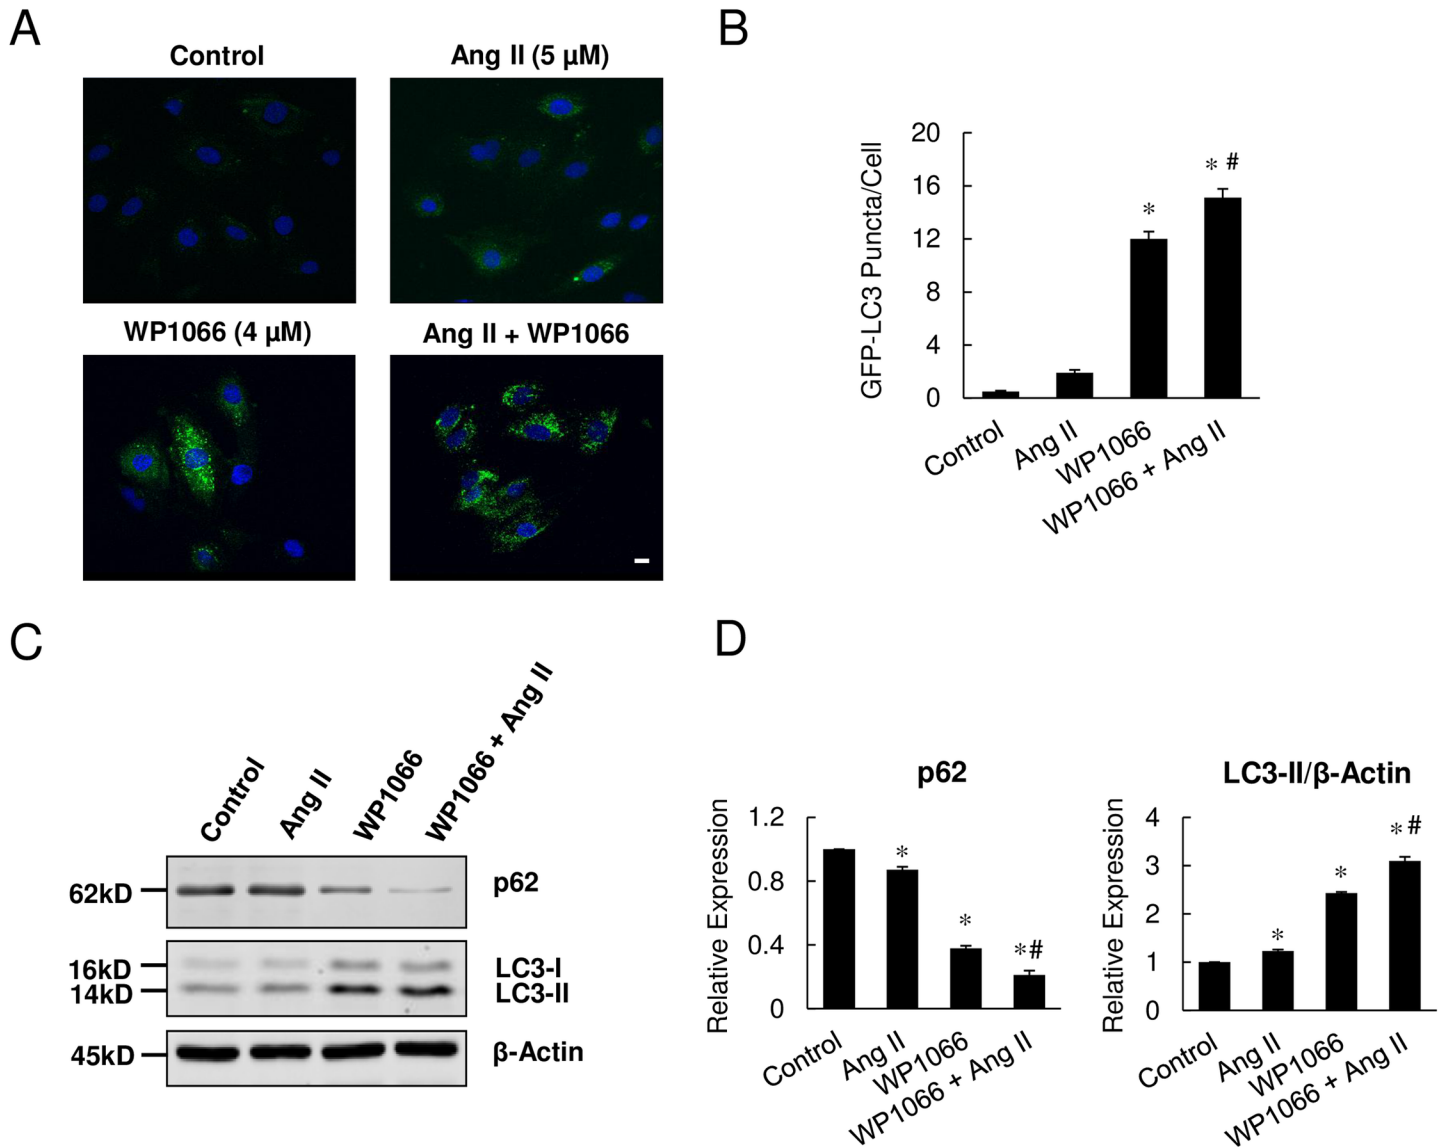 A
Control
Ang II (5 µM)
WP1066 (4 µM)
Ang II + WP1066
B
GFP-LC3 Puncta/Cell
20
16
12
8
4
0
*
* #
Control
Ang II
WP1066
WP1066 + Ang II
C
Control
Ang II
WP1066
WP1066 + Ang II
62kD
p62
16kD
LC3-I
14kD
LC3-II
45kD
β-Actin
D
p62
Relative Expression
1.2
0.8
0.4
0
*
*
*#
Control
Ang II
WP1066
WP1066 + Ang II
LC3-II/β-Actin
Relative Expression
4
3
2
1
0
*
*
*#
Control
Ang II
WP1066
WP1066 + Ang II